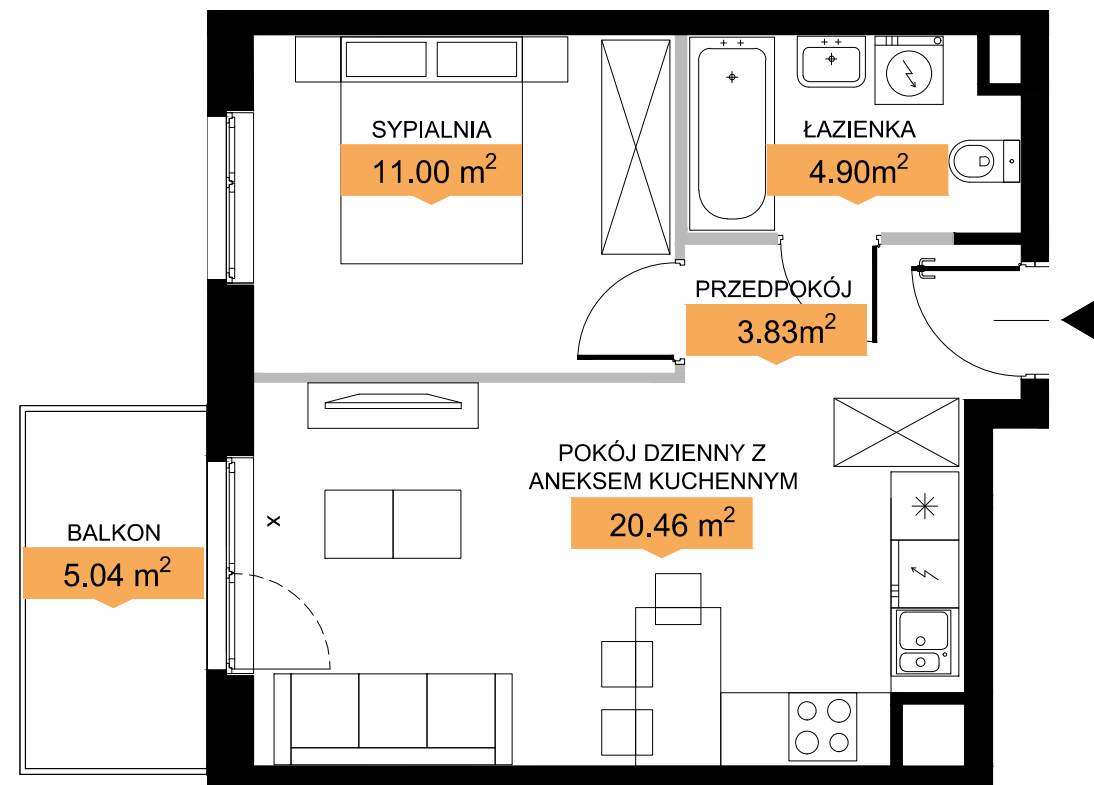 SYPIALNIA
11.00 m²
ŁAZIENKA
4.90m²
PRZEDPOKÓJ
3.83m²
POKÓJ DZIENNY Z
ANEKSEM KUCHENNYM
20.46 m²
x
BALKON
5.04 m²